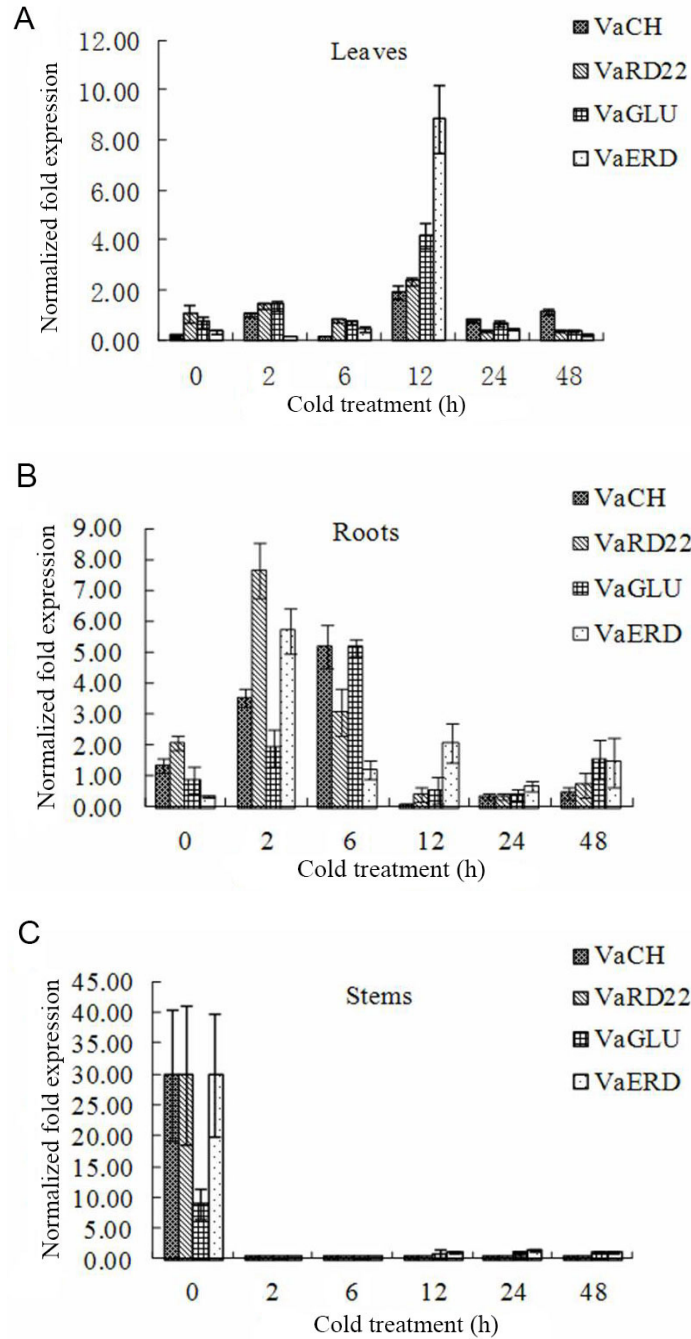 A
Leaves
VaCH
VaRD22
VaGLU
VaERD
Normalized fold expression
12.00
10.00
8.00
6.00
4.00
2.00
0.00
0 2 6 12 24 48
Cold treatment (h)
B
Roots
VaCH
VaRD22
VaGLU
VaERD
Normalized fold expression
9.00
8.00
7.00
6.00
5.00
4.00
3.00
2.00
1.00
0.00
0 2 6 12 24 48
Cold treatment (h)
C
Stems
VaCH
VaRD22
VaGLU
VaERD
Normalized fold expression
45.00
40.00
35.00
30.00
25.00
20.00
15.00
10.00
5.00
0.00
0 2 6 12 24 48
Cold treatment (h)